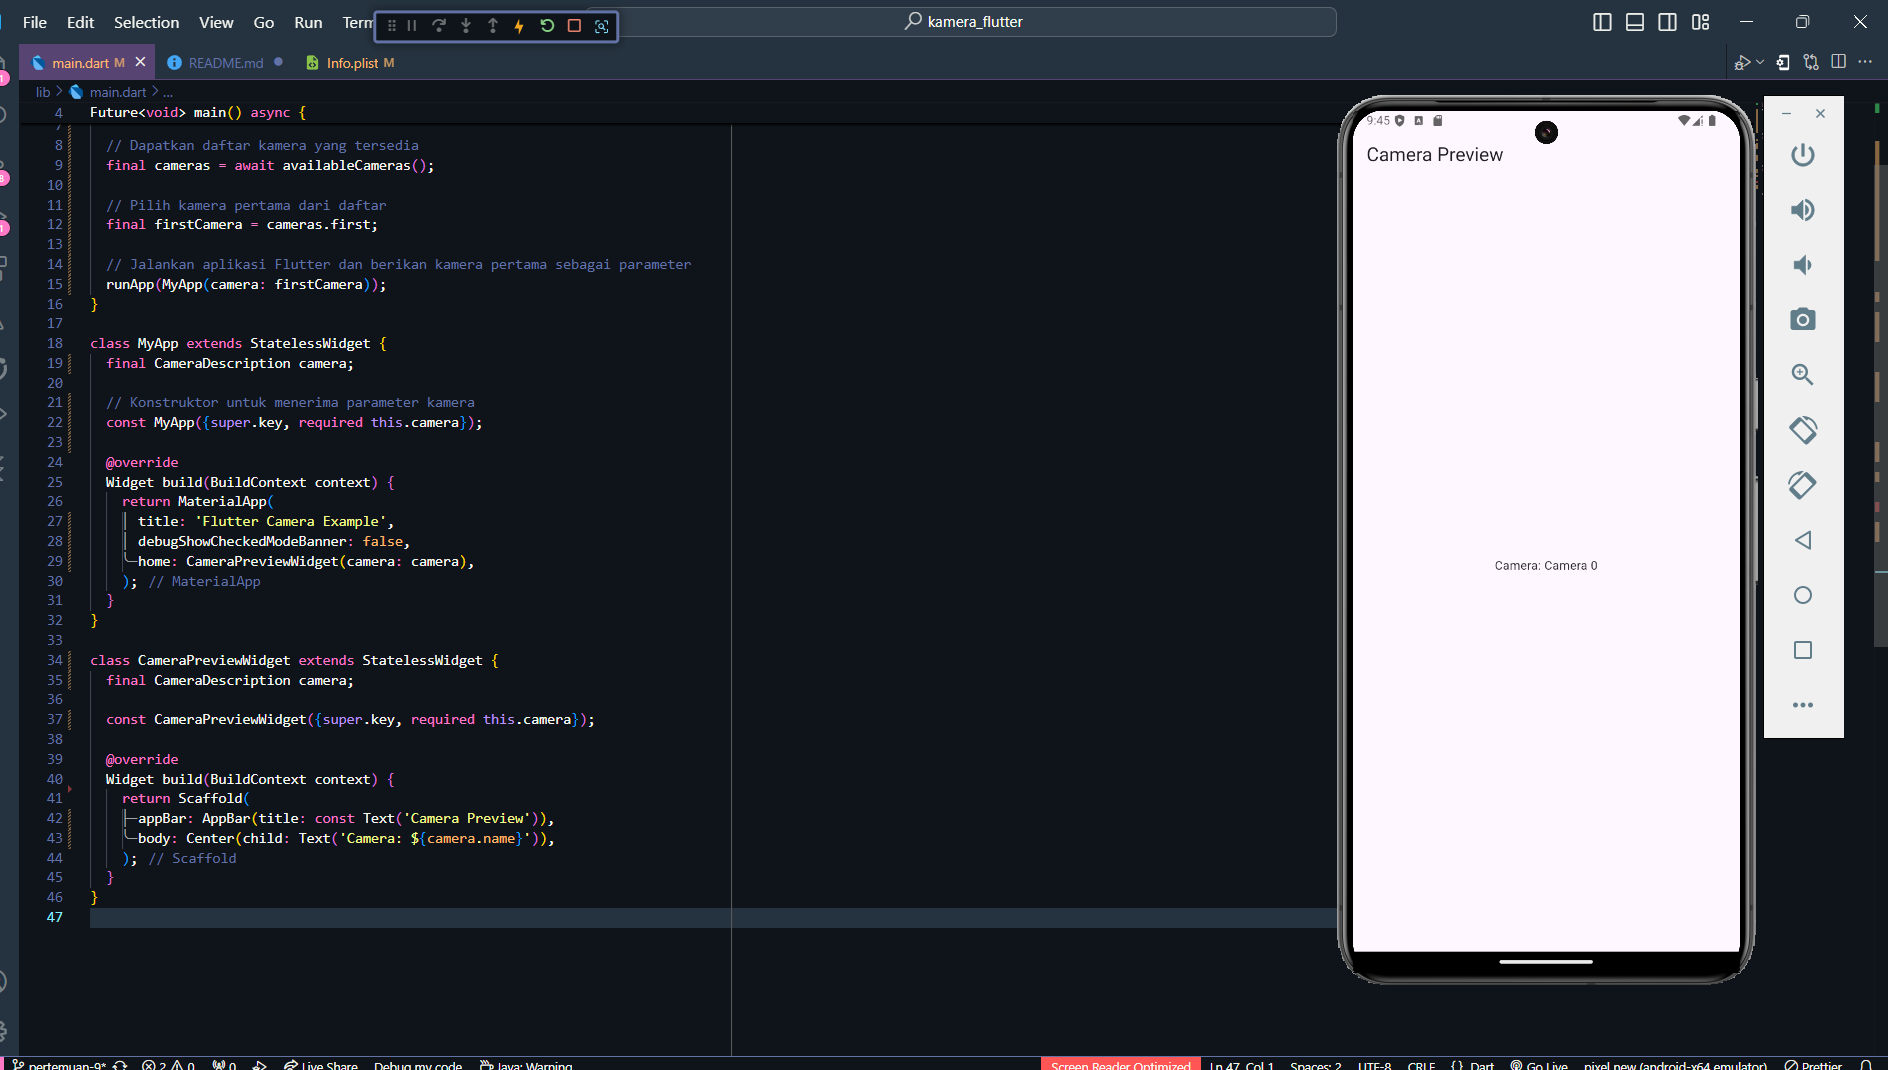 File Edit Selection View Go Run Term
kamera_flutter
main.dart M README.md Info.plist M
lib > main.dart > ...
4 Future<void> main() async {
7
8 // Dapatkan daftar kamera yang tersedia
9 final cameras = await availableCameras();
10
11 // Pilih kamera pertama dari daftar
12 final firstCamera = cameras.first;
13
14 // Jalankan aplikasi Flutter dan berikan kamera pertama sebagai parameter
15 runApp(MyApp(camera: firstCamera));
16 }
17
18 class MyApp extends StatelessWidget {
19 final CameraDescription camera;
20
21 // Konstruktor untuk menerima parameter kamera
22 const MyApp({super.key, required this.camera});
23
24 @override
25 Widget build(BuildContext context) {
26 return MaterialApp(
27 title: 'Flutter Camera Example',
28 debugShowCheckedModeBanner: false,
29 home: CameraPreviewWidget(camera: camera),
30 ); // MaterialApp
31 }
32 }
33
34 class CameraPreviewWidget extends StatelessWidget {
35 final CameraDescription camera;
36
37 const CameraPreviewWidget({super.key, required this.camera});
38
39 @override
40 Widget build(BuildContext context) {
41 return Scaffold(
42 appBar: AppBar(title: const Text('Camera Preview')),
43 body: Center(child: Text('Camera: ${camera.name}')),
44 ); // Scaffold
45 }
46 }
47
9:45
Camera Preview
Camera: Camera 0
pertemuan-9* 2 0 0 Live Share Debug my code Java: Warning Screen Reader Optimized Ln 47, Col 1 Spaces: 2 UTF-8 CRLF {} Dart Go Live pixel new (android-x64 emulator) Prettier